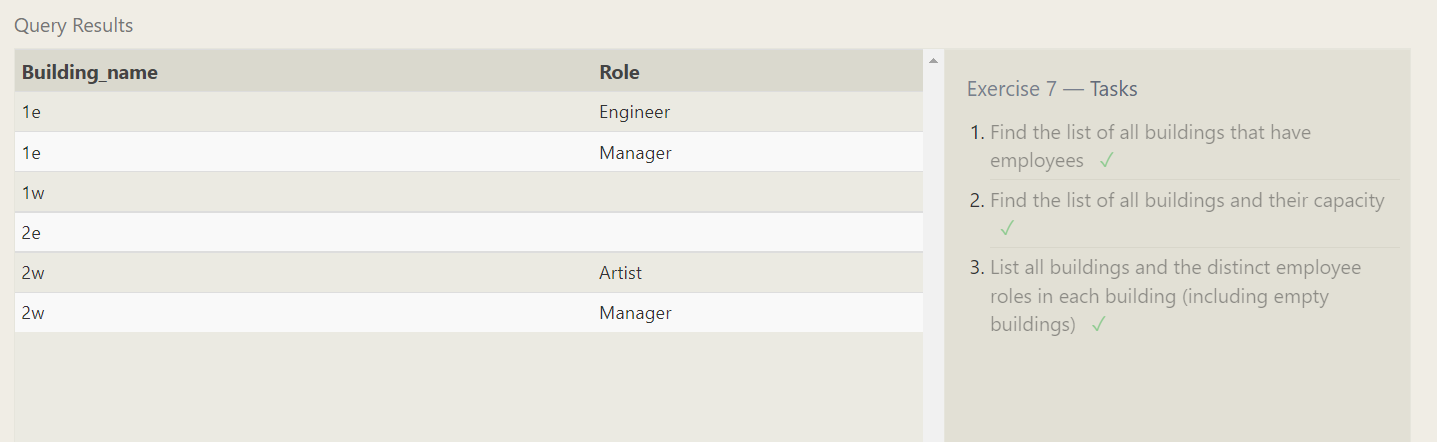 Query Results
Building_name Role
1e Engineer
1e Manager
1w
2e
2w Artist
2w Manager
Exercise 7 — Tasks
1. Find the list of all buildings that have
employees ✓
2. Find the list of all buildings and their capacity
✓
3. List all buildings and the distinct employee
roles in each building (including empty
buildings) ✓